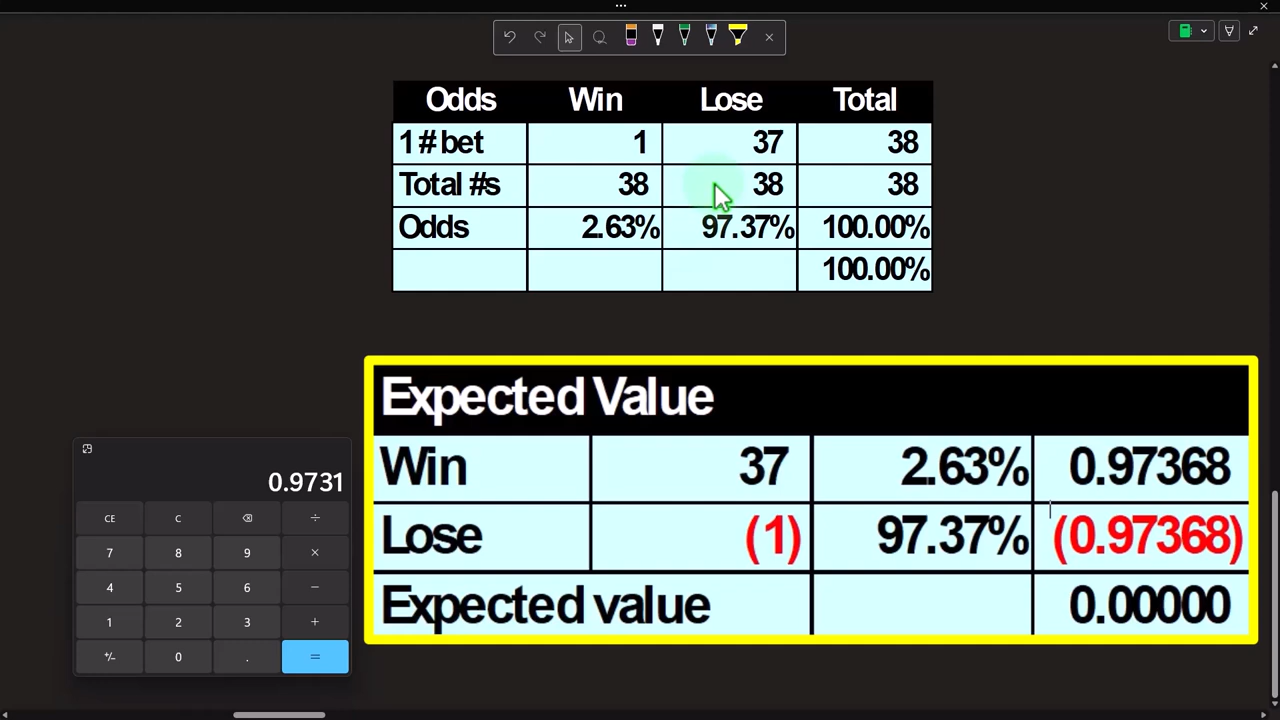 Odds Win Lose Total
1 # bet 1 37 38
Total #s 38 38 38
Odds 2.63% 97.37% 100.00%
100.00%
Expected Value
Win 37 2.63% 0.97368
Lose (1) 97.37% (0.97368)
Expected value 0.00000
0.9731
CE C ⌫ ÷
7 8 9 ×
4 5 6 −
1 2 3 +
+/− 0 . =